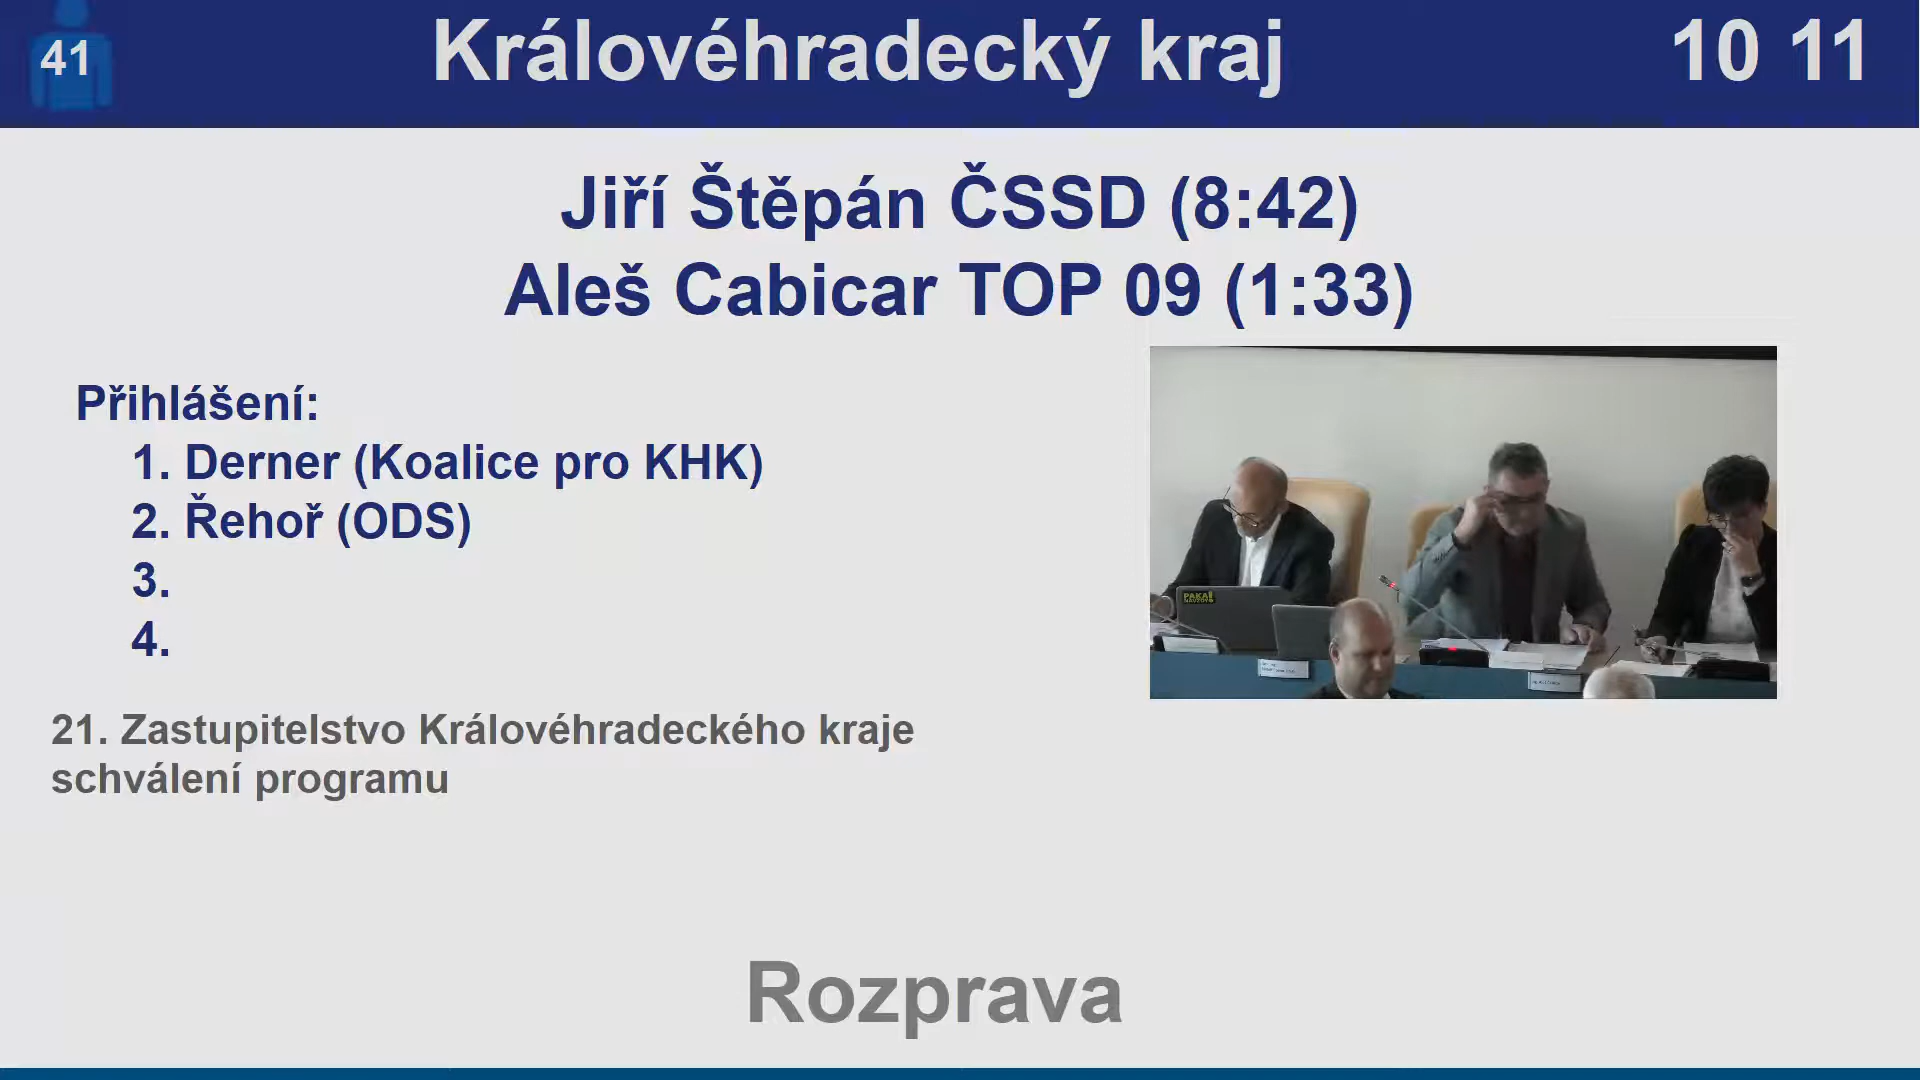 41
Královéhradecký kraj
10 11
Jiří Štěpán ČSSD (8:42)
Aleš Cabicar TOP 09 (1:33)
Přihlášení:
1. Derner (Koalice pro KHK)
2. Řehoř (ODS)
3.
4.
PAKA!
21. Zastupitelstvo Královéhradeckého kraje
schválení programu
Rozprava